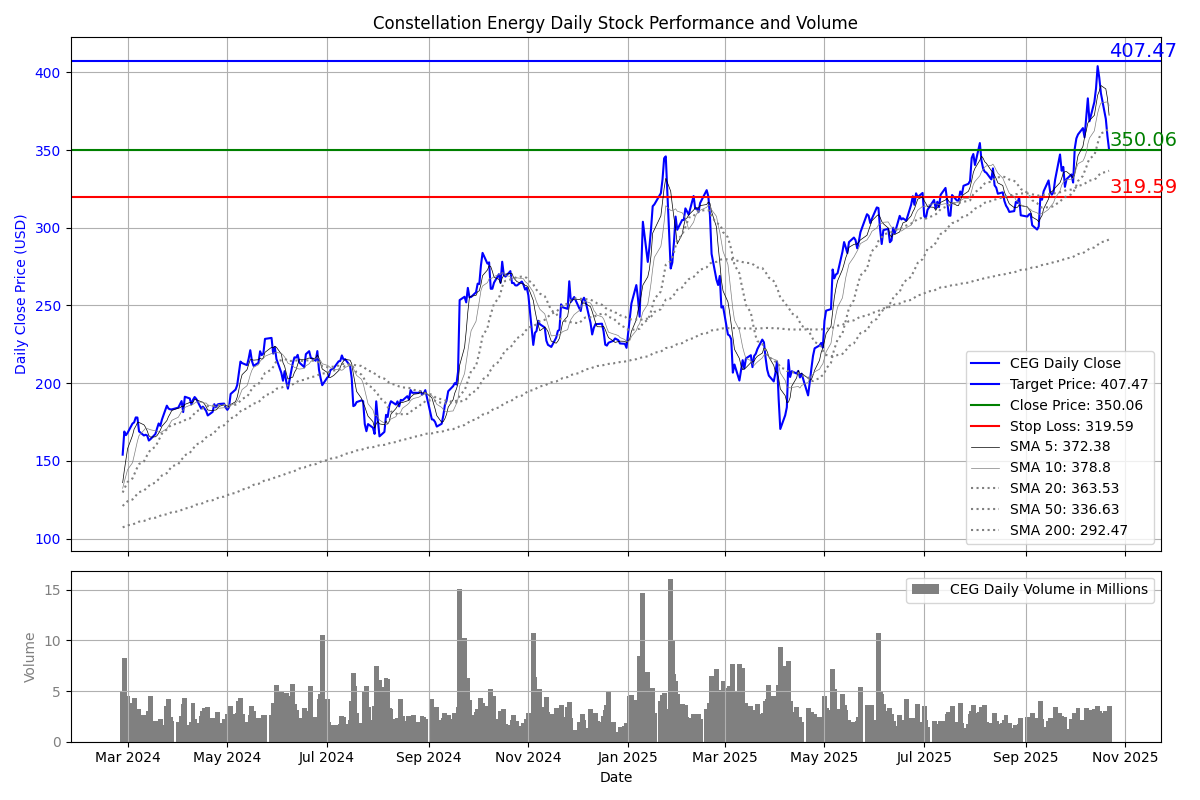 Constellation Energy Daily Stock Performance and Volume
Daily Close Price (USD)
400
350
300
250
200
150
100
407.47
350.06
319.59
CEG Daily Close
Target Price: 407.47
Close Price: 350.06
Stop Loss: 319.59
SMA 5: 372.38
SMA 10: 378.8
SMA 20: 363.53
SMA 50: 336.63
SMA 200: 292.47
Volume
15
10
5
0
CEG Daily Volume in Millions
Mar 2024 May 2024 Jul 2024 Sep 2024 Nov 2024 Jan 2025 Mar 2025 May 2025 Jul 2025 Sep 2025 Nov 2025
Date